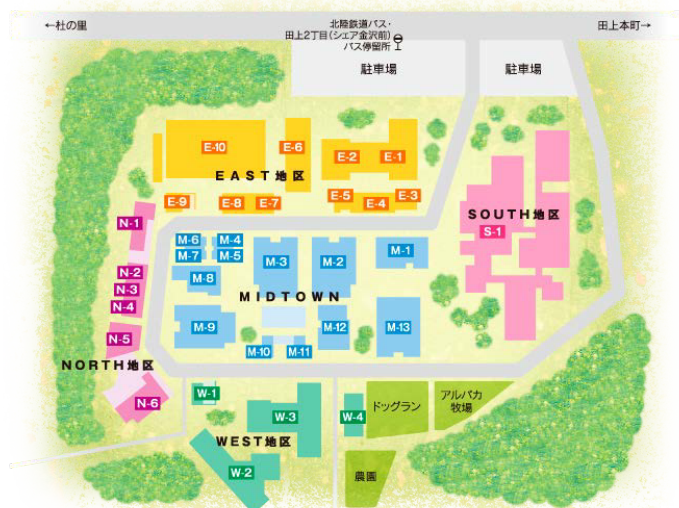 ←杜の里
北陸鉄道バス・
田上2丁目(シェア金沢前)
バス停留所
田上本町→
駐車場
駐車場
E-10
E-6
E-2
E-1
EAST地区
E-9
E-8
E-7
E-5
E-4
E-3
SOUTH地区
S-1
N-1
N-2
N-3
N-4
N-5
NORTH地区
N-6
M-6
M-4
M-7
M-5
M-3
M-2
M-1
M-8
MIDTOWN
M-9
M-12
M-13
M-10
M-11
W-1
W-3
W-4
WEST地区
W-2
ドッグラン
アルパカ
牧場
農園